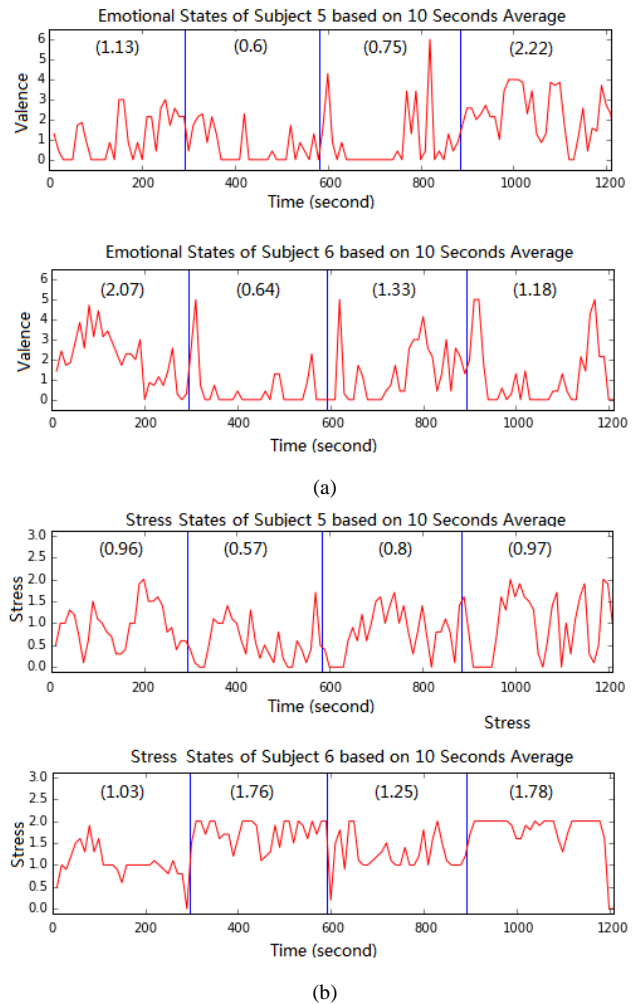 Emotional States of Subject 5 based on 10 Seconds Average
(1.13) (0.6) (0.75) (2.22)
6
5
4
3
2
1
0
Valence
0 200 400 600 800 1000 1200
Time (second)
Emotional States of Subject 6 based on 10 Seconds Average
(2.07) (0.64) (1.33) (1.18)
6
5
4
3
2
1
0
Valence
0 200 400 600 800 1000 1200
Time (second)
(a)
Stress States of Subject 5 based on 10 Seconds Average
(0.96) (0.57) (0.8) (0.97)
3.0
2.5
2.0
1.5
1.0
0.5
0.0
Stress
0 200 400 600 800 1000 1200
Time (second)
Stress
Stress States of Subject 6 based on 10 Seconds Average
(1.03) (1.76) (1.25) (1.78)
3.0
2.5
2.0
1.5
1.0
0.5
0.0
Stress
0 200 400 600 800 1000 1200
Time (second)
(b)